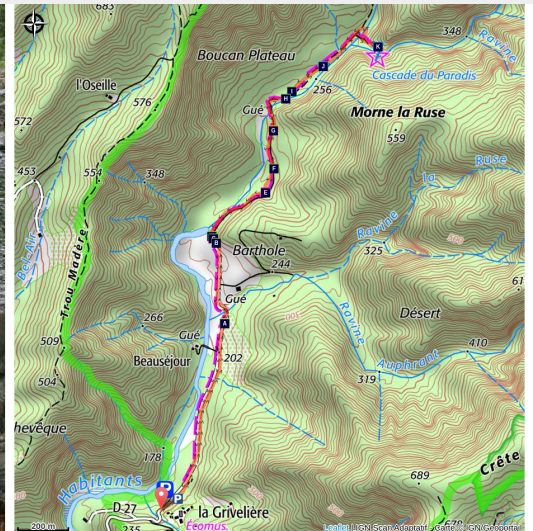 683
348
Ravine
Boucan Plateau
K
Cascade du Paradis
l'Oseille
J
I
256
H
576
Gué
Morne la Ruse
572
G
559
453
554
348
F
Ruse
la
E
Ravine
Bel-Air
Trou Madère
B
Barthole
325
244
Gué
61
266
A
Ravine
Désert
Gué
509
Beauséjour
202
410
Auphrant
504
319
hevêque
178
689
Crête
Habitants
P
D 27
la Grivelière
Écomus.
235
200 m
Leaflet | IGN Scan Adaptatif - Carte © IGN/Geoportail